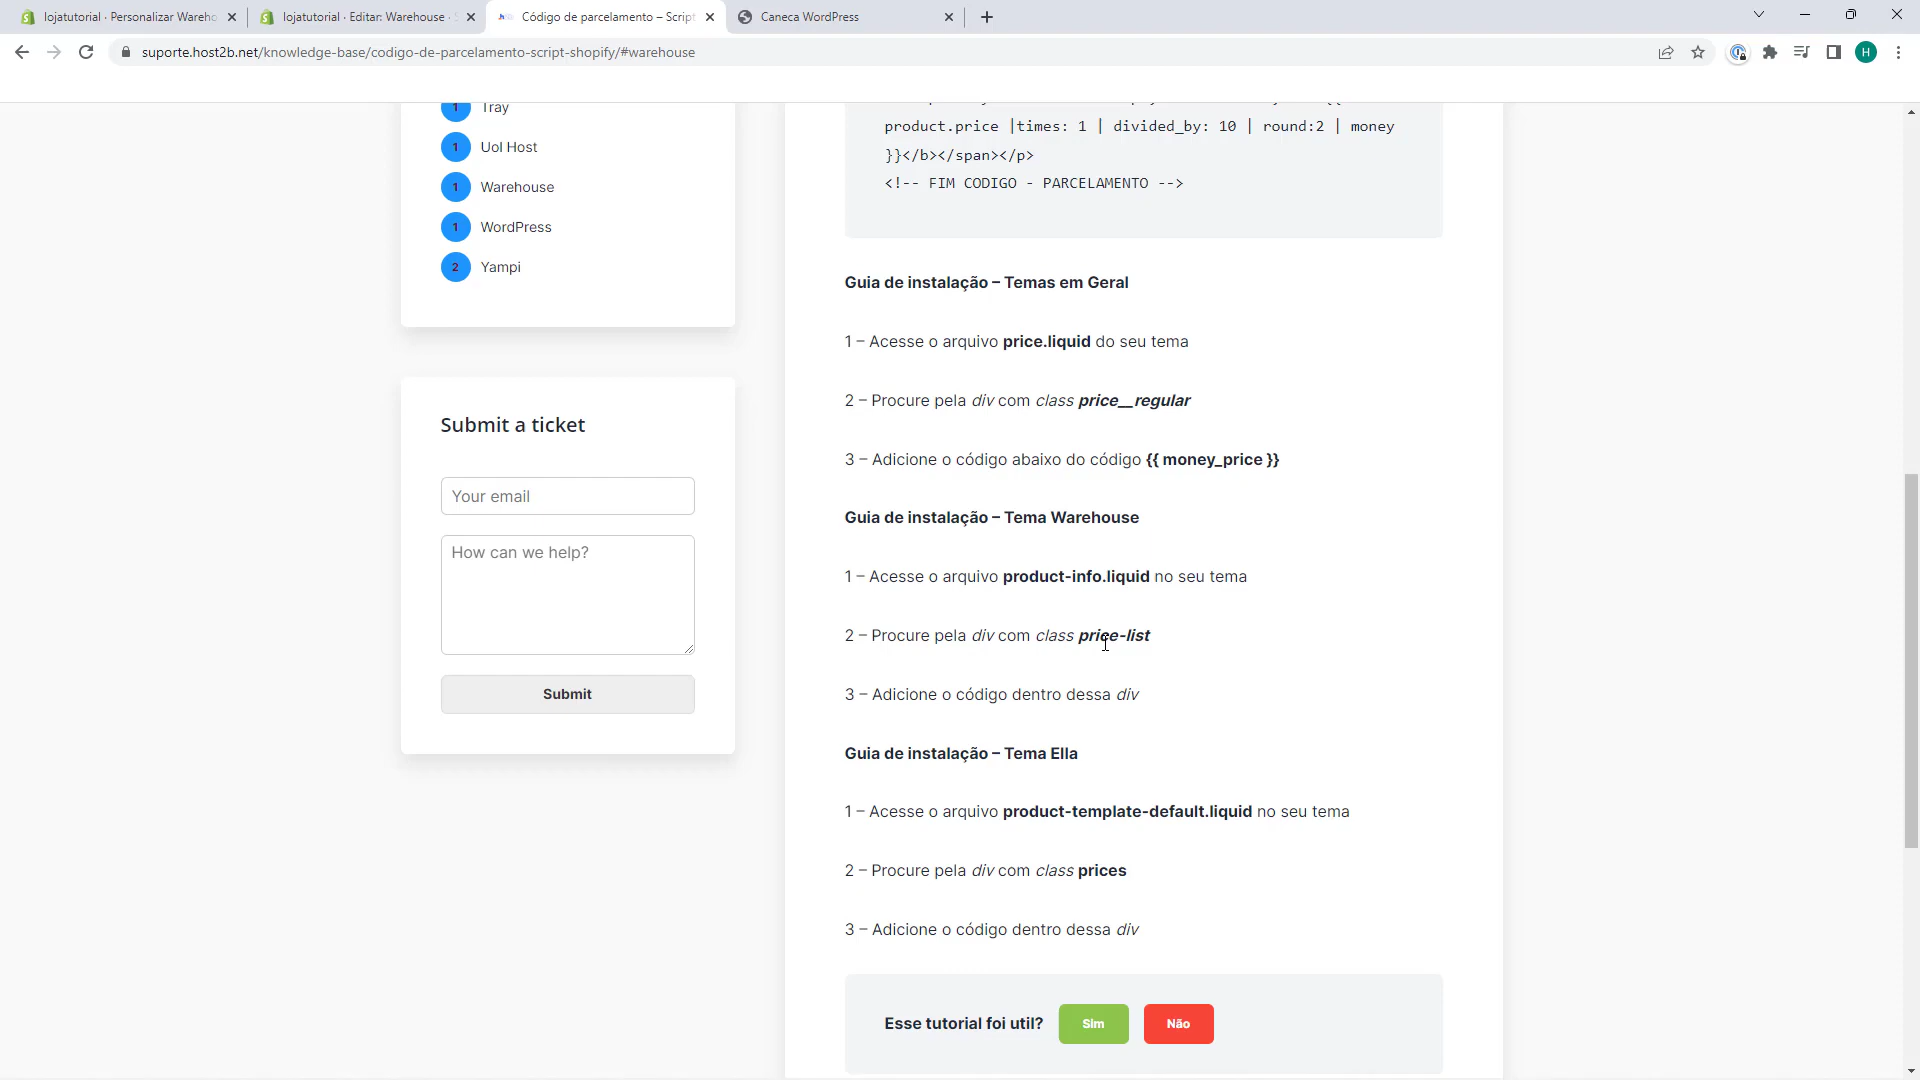 lojatutorial · Personalizar Wareho
lojatutorial · Editar: Warehouse ·
Código de parcelamento – Script
Caneca WordPress
suporte.host2b.net/knowledge-base/codigo-de-parcelamento-script-shopify/#warehouse
H
1 Tray
1 Uol Host
1 Warehouse
1 WordPress
2 Yampi
Submit a ticket
Your email
How can we help?
Submit
product.price |times: 1 | divided_by: 10 | round:2 | money
}}</b></span></p>
<!-- FIM CODIGO - PARCELAMENTO -->
Guia de instalação – Temas em Geral
1 – Acesse o arquivo price.liquid do seu tema
2 – Procure pela div com class price__regular
3 – Adicione o código abaixo do código {{ money_price }}
Guia de instalação – Tema Warehouse
1 – Acesse o arquivo product-info.liquid no seu tema
2 – Procure pela div com class price-list
3 – Adicione o código dentro dessa div
Guia de instalação – Tema Ella
1 – Acesse o arquivo product-template-default.liquid no seu tema
2 – Procure pela div com class prices
3 – Adicione o código dentro dessa div
Esse tutorial foi util?
Sim
Não